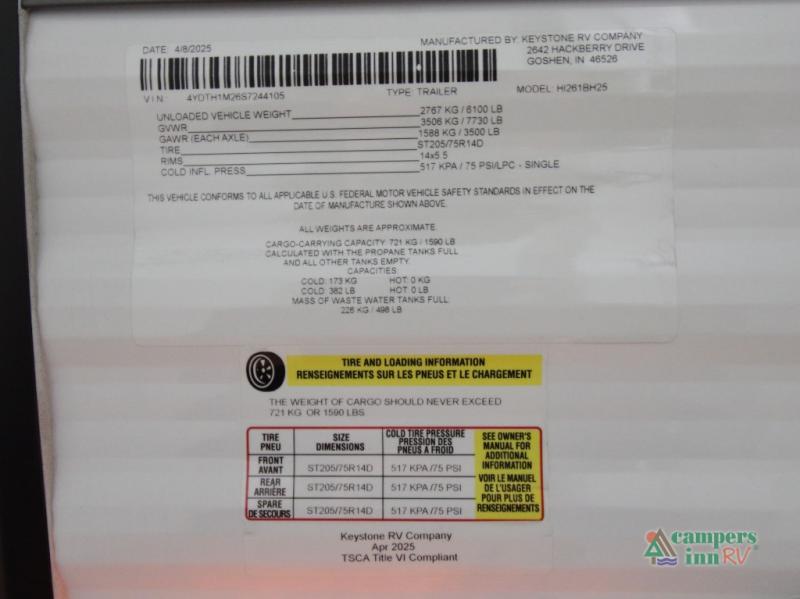 DATE: 4/8/2025
MANUFACTURED BY: KEYSTONE RV COMPANY
2642 HACKBERRY DRIVE
GOSHEN, IN 46526
VIN: 4YDTH1M26S7244105 TYPE: TRAILER MODEL: HI261BH25
UNLOADED VEHICLE WEIGHT 2767 KG / 6100 LB
GVWR 3506 KG / 7730 LB
GAWR (EACH AXLE) 1588 KG / 3500 LB
TIRE ST205/75R14D
RIMS 14x5.5
COLD INFL. PRESS 517 KPA / 75 PSI/LPC - SINGLE
THIS VEHICLE CONFORMS TO ALL APPLICABLE U.S. FEDERAL MOTOR VEHICLE SAFETY STANDARDS IN EFFECT ON THE
DATE OF MANUFACTURE SHOWN ABOVE.
ALL WEIGHTS ARE APPROXIMATE.
CARGO-CARRYING CAPACITY: 721 KG / 1590 LB
CALCULATED WITH THE PROPANE TANKS FULL
AND ALL OTHER TANKS EMPTY.
CAPACITIES:
COLD: 173 KG HOT: 0 KG
COLD: 382 LB HOT: 0 LB
MASS OF WASTE WATER TANKS FULL:
226 KG / 498 LB
TIRE AND LOADING INFORMATION
RENSEIGNEMENTS SUR LES PNEUS ET LE CHARGEMENT
THE WEIGHT OF CARGO SHOULD NEVER EXCEED
721 KG OR 1590 LBS
TIRE
PNEU
SIZE
DIMENSIONS
COLD TIRE PRESSURE
PRESSION DES
PNEUS A FROID
SEE OWNER'S
MANUAL FOR
ADDITIONAL
INFORMATION
VOIR LE MANUEL
DE L'USAGER
POUR PLUS DE
RENSEIGNEMENTS
FRONT
AVANT
ST205/75R14D 517 KPA /75 PSI
REAR
ARRIÈRE
ST205/75R14D 517 KPA /75 PSI
SPARE
DE SECOURS
ST205/75R14D 517 KPA /75 PSI
Keystone RV Company
Apr 2025
TSCA Title VI Compliant
campers
inn RV